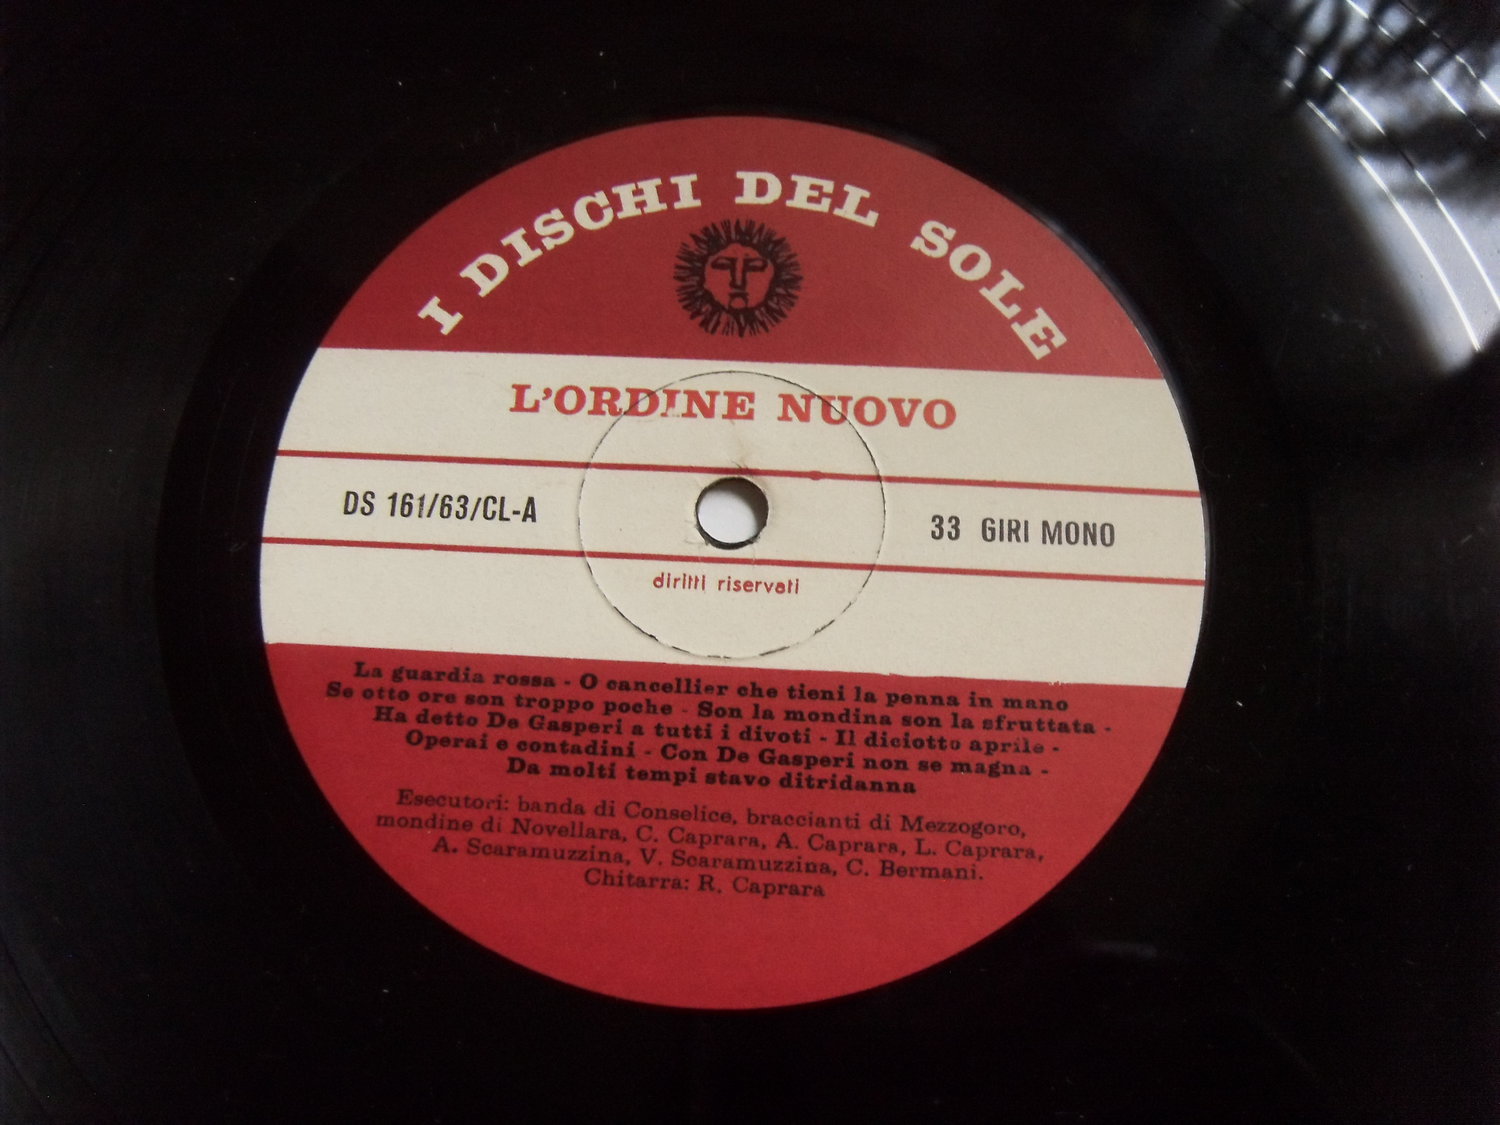 I DISCHI DEL SOLE
L'ORDINE NUOVO
DS 161/63/CL-A
33 GIRI MONO
diritti riservati
La guardia rossa - O cancellier che tieni la penna in mano
Se otto ore son troppo poche - Son la mondina son la sfruttata -
Ha detto De Gasperi a tutti i divoti - Il diciotto aprile -
Operai e contadini - Con De Gasperi non se magna -
Da molti tempi stavo ditridanna
Esecutori: banda di Conselice, braccianti di Mezzogoro,
mondine di Novellara, C. Caprara, A. Caprara, L. Caprara,
A. Scaramuzzina, V. Scaramuzzina, C. Bermani.
Chitarra: R. Caprara